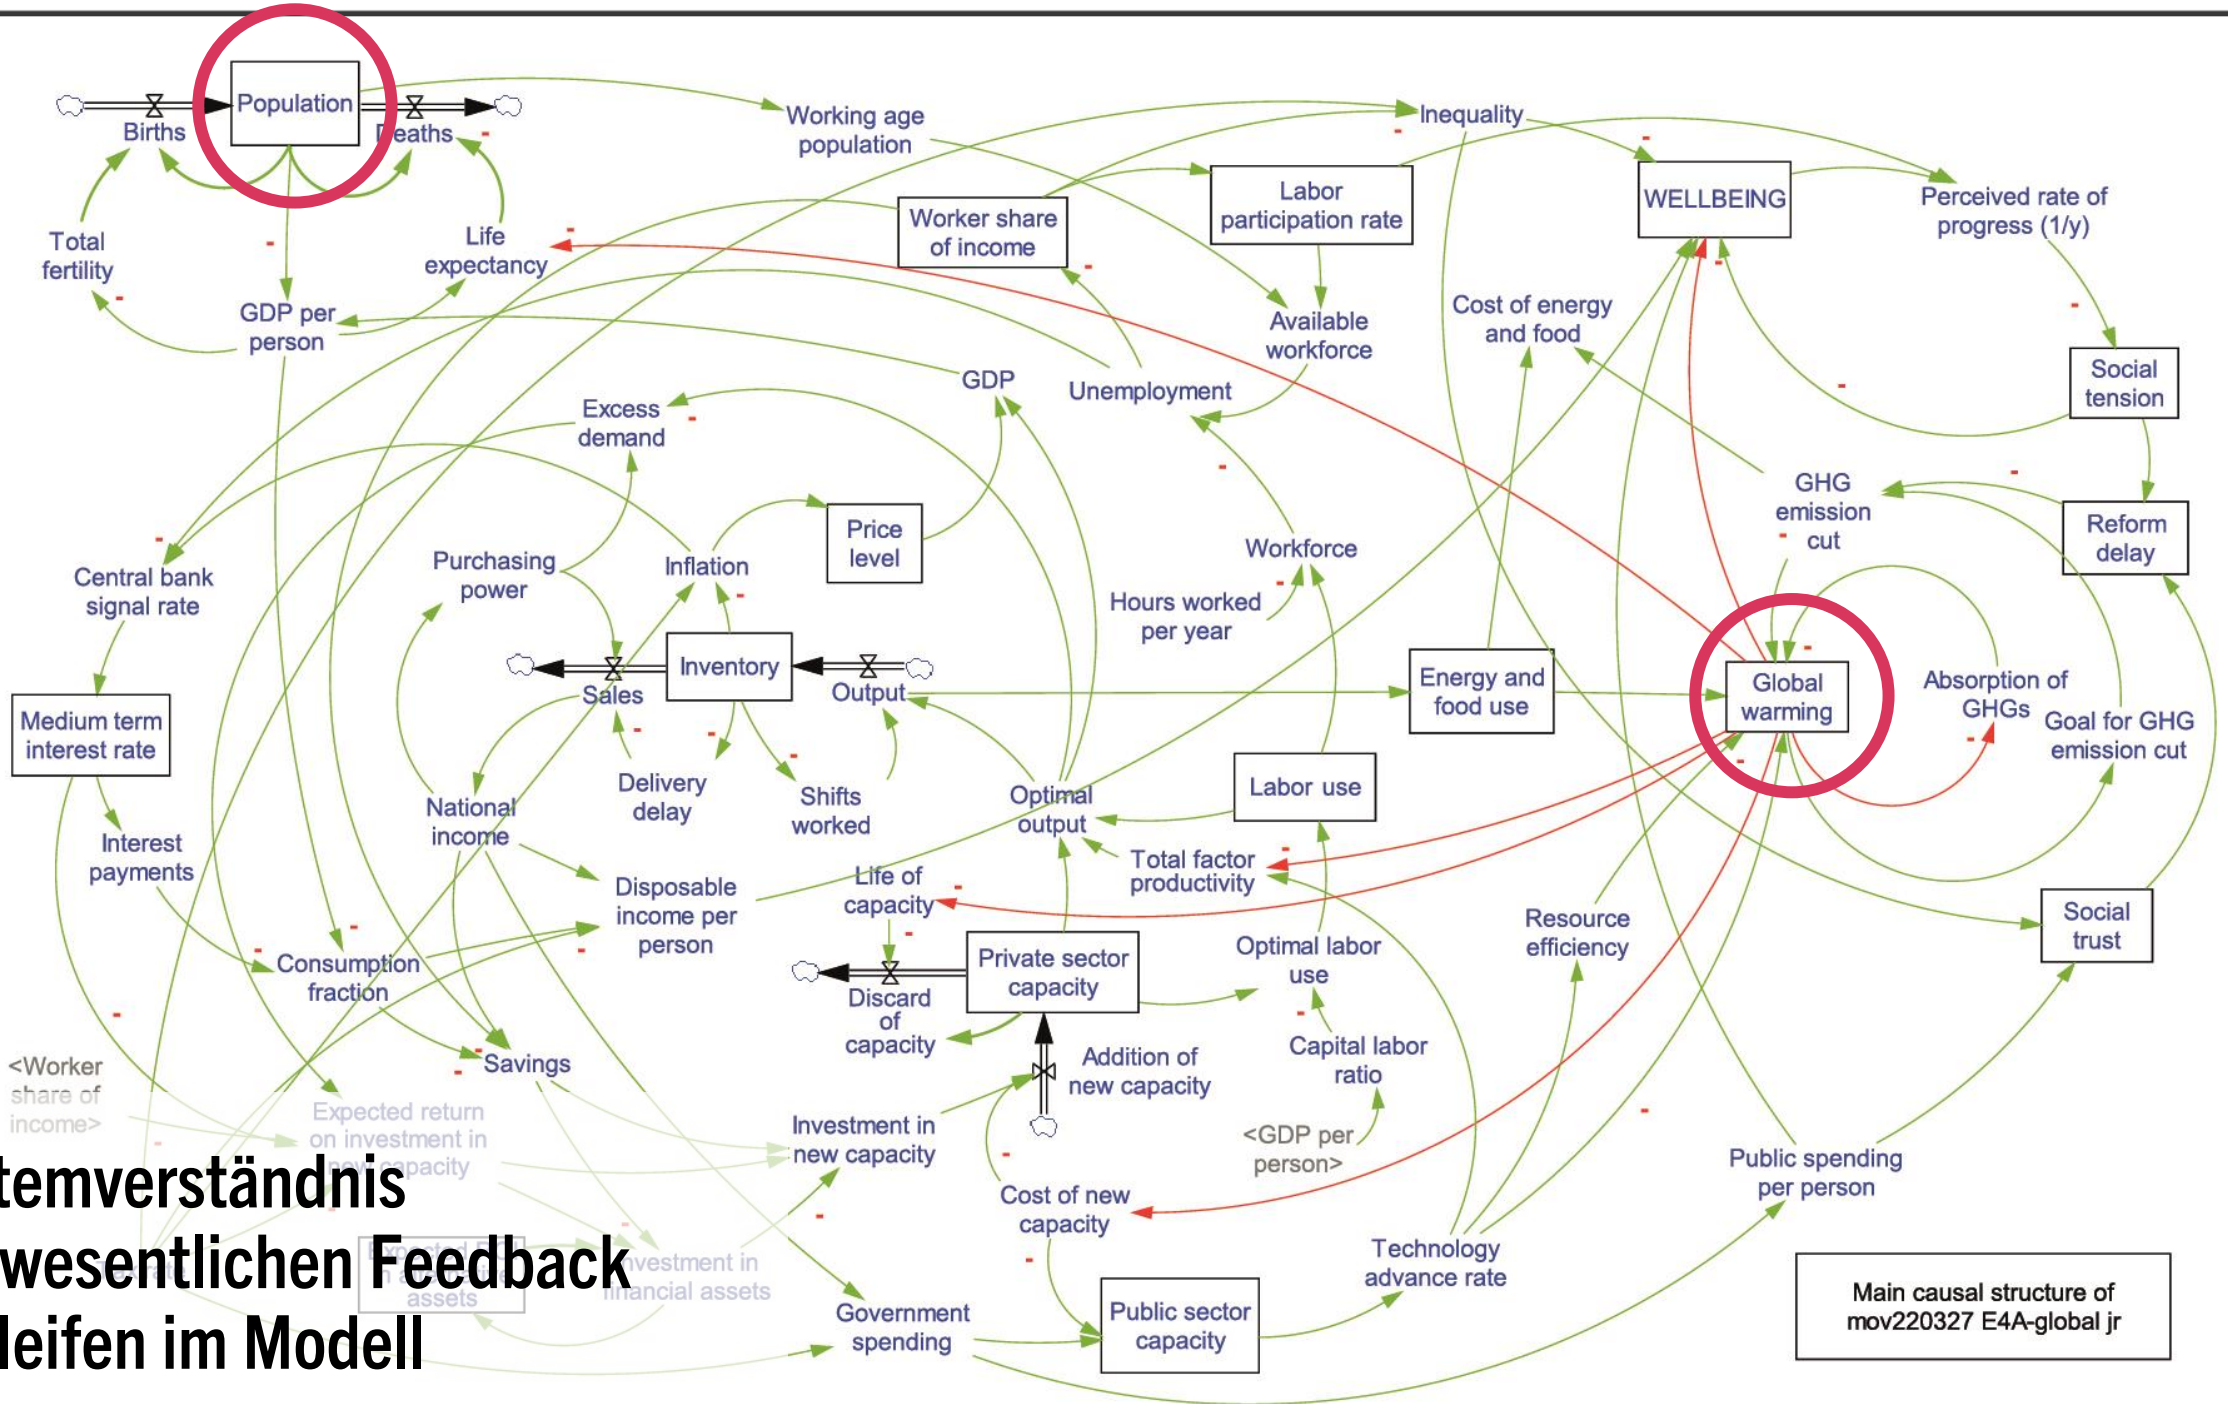 Population
Births
Deaths
Working age
population
Inequality
Labor
participation rate
WELLBEING
Perceived rate of
progress (1/y)
Worker share
of income
Total
fertility
Life
expectancy
GDP per
person
Cost of energy
and food
Available
workforce
Social
tension
GDP
Unemployment
Excess
demand
GHG
emission
cut
Reform
delay
Price
level
Purchasing
power
Inflation
Workforce
Central bank
signal rate
Hours worked
per year
Inventory
Sales
Output
Energy and
food use
Global
warming
Absorption of
GHGs
Goal for GHG
emission cut
Medium term
interest rate
Delivery
delay
Shifts
worked
National
income
Optimal
output
Labor use
Interest
payments
Total factor
productivity
Disposable
income per
person
Life of
capacity
Resource
efficiency
Social
trust
Consumption
fraction
Private sector
capacity
Optimal labor
use
Discard
of
capacity
Savings
Addition of
new capacity
Capital labor
ratio
<Worker
share of
income>
Expected return
on investment in
new capacity
Investment in
new capacity
<GDP per
person>
Public spending
per person
temverständnis
wesentlichen Feedback
leifen im Modell
Cost of new
capacity
Tax rate
assets
Investment in
financial assets
Technology
advance rate
Government
spending
Public sector
capacity
Main causal structure of
mov220327 E4A-global jr